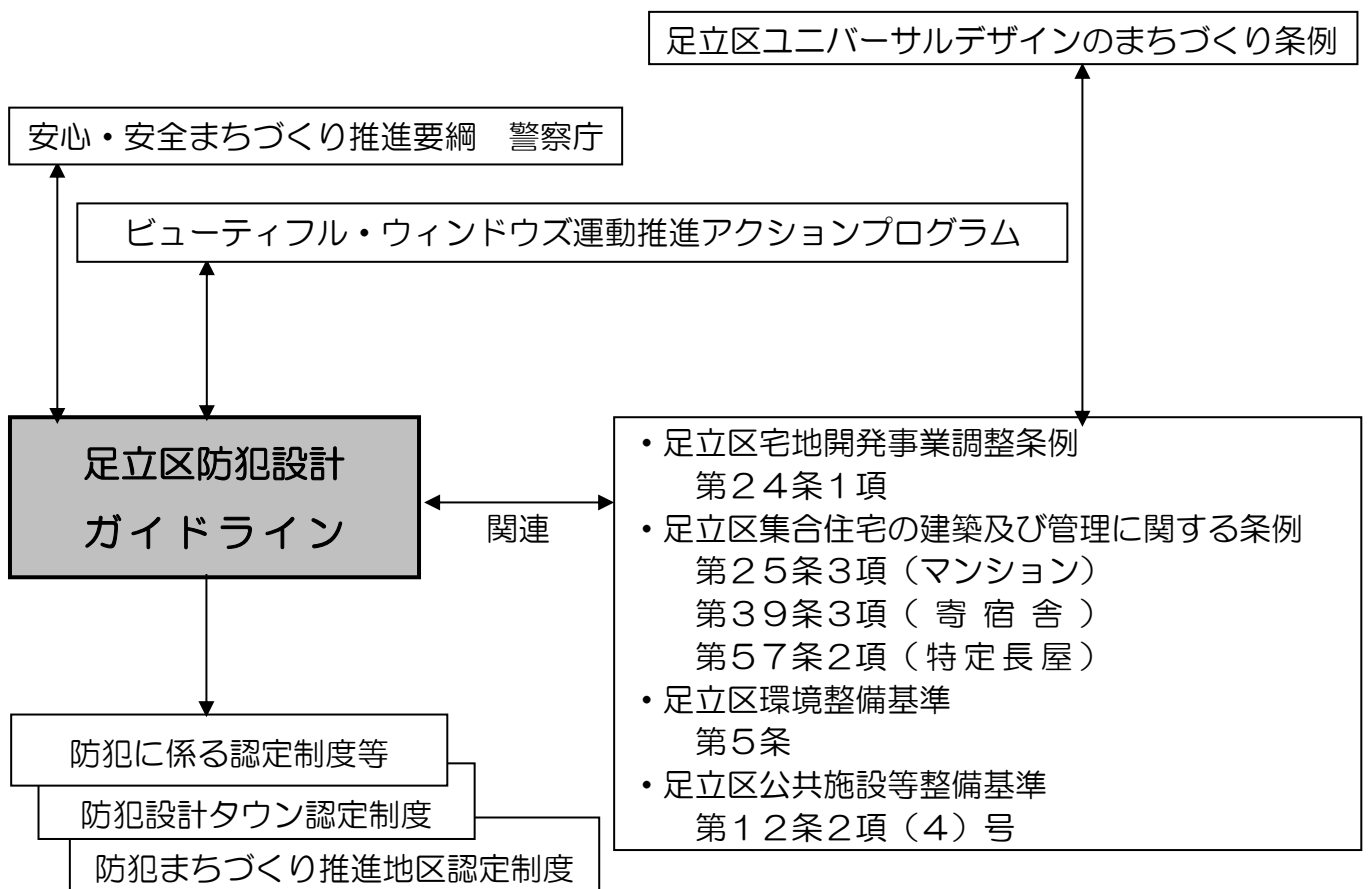 足立区ユニバーサルデザインのまちづくり条例
安心・安全まちづくり推進要綱　警察庁
ビューティフル・ウィンドウズ運動推進アクションプログラム
足立区防犯設計
ガイドライン
関連
・足立区宅地開発事業調整条例
第２４条１項
・足立区集合住宅の建築及び管理に関する条例
第２５条３項（マンション）
第３９条３項（ 寄 宿 舎 ）
第５７条２項（特定長屋）
・足立区環境整備基準
第５条
・足立区公共施設等整備基準
第１２条２項（４）号
防犯に係る認定制度等
防犯設計タウン認定制度
防犯まちづくり推進地区認定制度